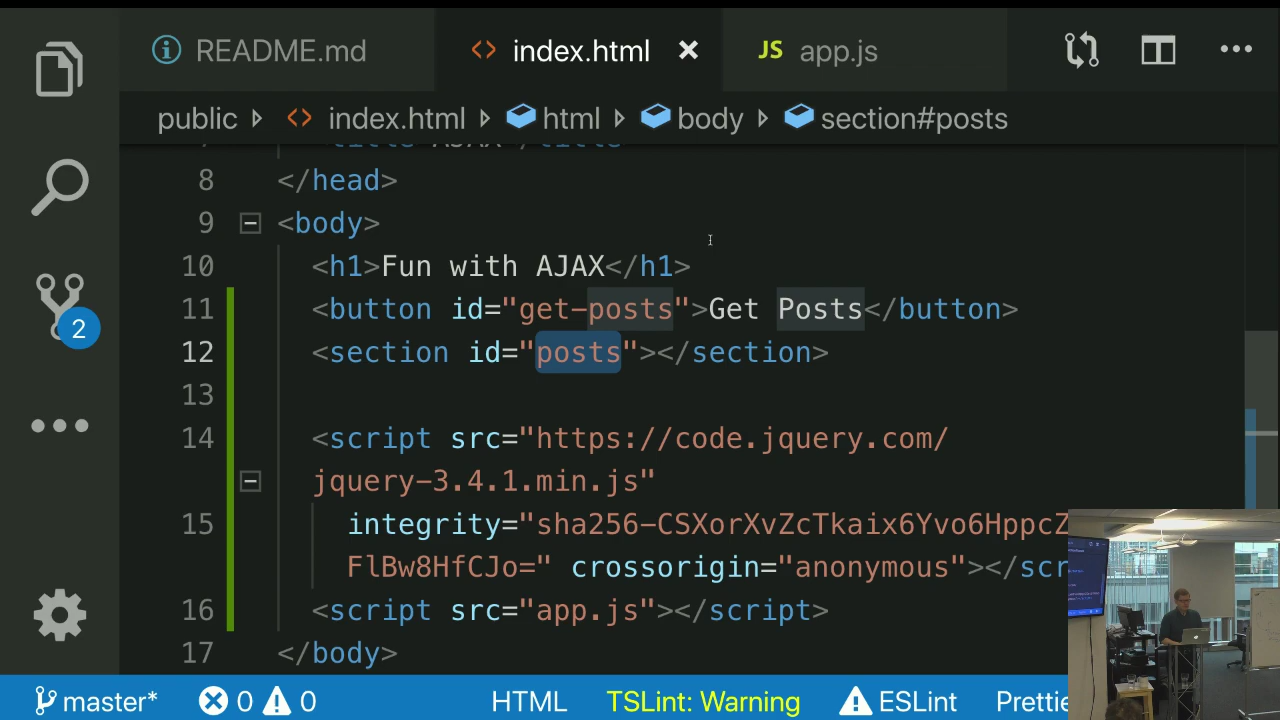 README.md
index.html
JS app.js
public
index.html
html
body
section#posts
8 </head>
9 <body>
10 <h1>Fun with AJAX</h1>
11 <button id="get-posts">Get Posts</button>
12 <section id="posts"></section>
13
14 <script src="https://code.jquery.com/
jquery-3.4.1.min.js"
15 integrity="sha256-CSXorXvZcTkaix6Yvo6HppcZ
FlBw8HfCJo=" crossorigin="anonymous"></scr
16 <script src="app.js"></script>
17 </body>
2
master*
0
0
HTML
TSLint: Warning
ESLint
Prettie